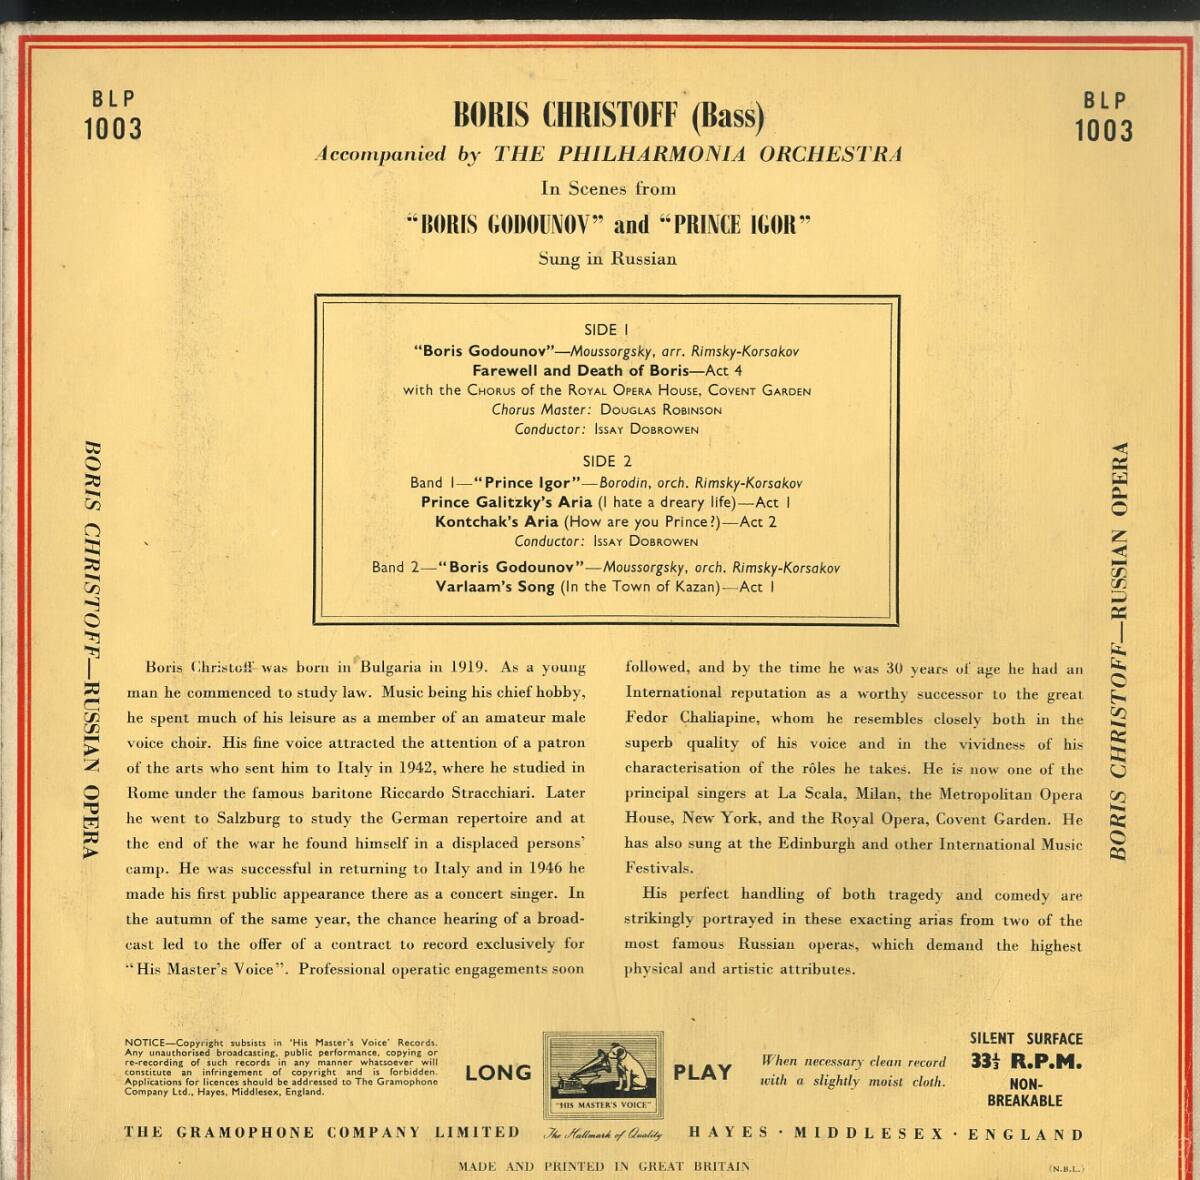 BLP
1003
BLP
1003
BORIS CHRISTOFF (Bass)
Accompanied by THE PHILHARMONIA ORCHESTRA
In Scenes from
“BORIS GODOUNOV” and “PRINCE IGOR”
Sung in Russian
SIDE 1
“Boris Godounov”—Moussorgsky, arr. Rimsky-Korsakov
Farewell and Death of Boris—Act 4
with the CHORUS of the ROYAL OPERA HOUSE, COVENT GARDEN
Chorus Master: DOUGLAS ROBINSON
Conductor: ISSAY DOBROWEN
SIDE 2
Band 1—“Prince Igor”—Borodin, orch. Rimsky-Korsakov
Prince Galitzky's Aria (I hate a dreary life)—Act 1
Kontchak's Aria (How are you Prince?)—Act 2
Conductor: ISSAY DOBROWEN
Band 2—“Boris Godounov”—Moussorgsky, orch. Rimsky-Korsakov
Varlaam's Song (In the Town of Kazan)—Act 1
BORIS CHRISTOFF—RUSSIAN OPERA
BORIS CHRISTOFF—RUSSIAN OPERA
Boris Christoff was born in Bulgaria in 1919. As a young
man he commenced to study law. Music being his chief hobby,
he spent much of his leisure as a member of an amateur male
voice choir. His fine voice attracted the attention of a patron
of the arts who sent him to Italy in 1942, where he studied in
Rome under the famous baritone Riccardo Stracchiari. Later
he went to Salzburg to study the German repertoire and at
the end of the war he found himself in a displaced persons'
camp. He was successful in returning to Italy and in 1946 he
made his first public appearance there as a concert singer. In
the autumn of the same year, the chance hearing of a broad-
cast led to the offer of a contract to record exclusively for
“His Master's Voice”. Professional operatic engagements soon
followed, and by the time he was 30 years of age he had an
International reputation as a worthy successor to the great
Fedor Chaliapine, whom he resembles closely both in the
superb quality of his voice and in the vividness of his
characterisation of the rôles he takes. He is now one of the
principal singers at La Scala, Milan, the Metropolitan Opera
House, New York, and the Royal Opera, Covent Garden. He
has also sung at the Edinburgh and other International Music
Festivals.
His perfect handling of both tragedy and comedy are
strikingly portrayed in these exacting arias from two of the
most famous Russian operas, which demand the highest
physical and artistic attributes.
NOTICE—Copyright subsists in 'His Master's Voice' Records.
Any unauthorised broadcasting, public performance, copying or
re-recording of such records in any manner whatsoever will
constitute an infringement of copyright and is forbidden.
Applications for licences should be addressed to The Gramophone
Company Ltd., Hayes, Middlesex, England.
LONG
"HIS MASTER'S VOICE"
PLAY
When necessary clean record
with a slightly moist cloth.
SILENT SURFACE
33⅓ R.P.M.
NON-
BREAKABLE
THE GRAMOPHONE COMPANY LIMITED
The Hallmark of Quality
HAYES · MIDDLESEX · ENGLAND
MADE AND PRINTED IN GREAT BRITAIN
(N.B.L.)